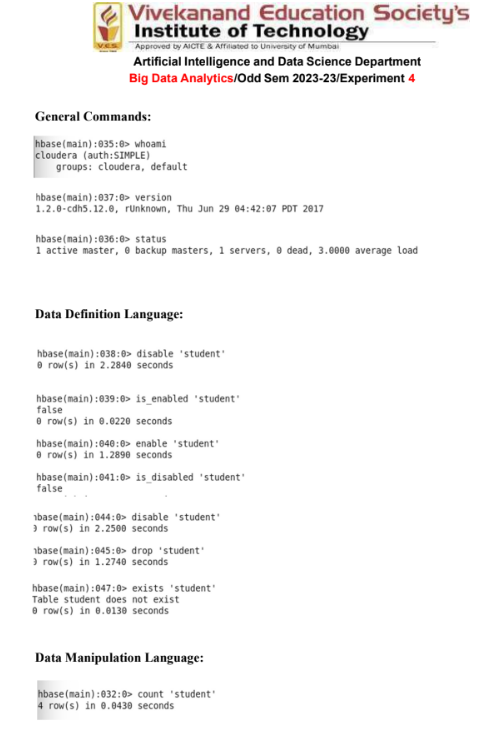 Vivekanand Education Society's
Institute of Technology
Approved by AICTE & Affiliated to University of Mumbai
V.E.S.
Artificial Intelligence and Data Science Department
Big Data Analytics/Odd Sem 2023-23/Experiment 4
General Commands:
hbase(main):035:0> whoami
cloudera (auth:SIMPLE)
groups: cloudera, default
hbase(main):037:0> version
1.2.0-cdh5.12.0, rUnknown, Thu Jun 29 04:42:07 PDT 2017
hbase(main):036:0> status
1 active master, 0 backup masters, 1 servers, 0 dead, 3.0000 average load
Data Definition Language:
hbase(main):038:0> disable 'student'
0 row(s) in 2.2840 seconds
hbase(main):039:0> is_enabled 'student'
false
0 row(s) in 0.0220 seconds
hbase(main):040:0> enable 'student'
0 row(s) in 1.2890 seconds
hbase(main):041:0> is_disabled 'student'
false
hbase(main):044:0> disable 'student'
0 row(s) in 2.2500 seconds
hbase(main):045:0> drop 'student'
0 row(s) in 1.2740 seconds
hbase(main):047:0> exists 'student'
Table student does not exist
0 row(s) in 0.0130 seconds
Data Manipulation Language:
hbase(main):032:0> count 'student'
4 row(s) in 0.0430 seconds